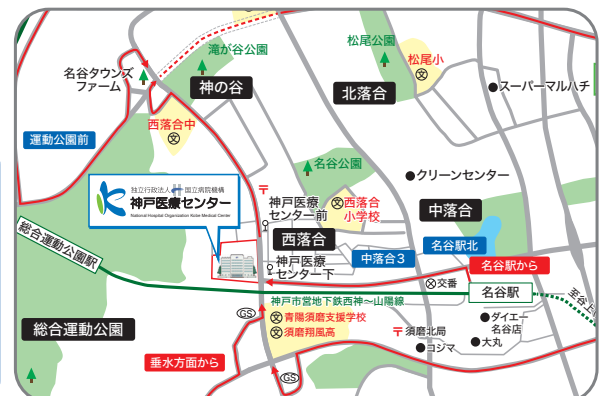 滝が谷公園
松尾公園
松尾小
文
名谷タウンズ
ファーム
神の谷
北落合
スーパーマルハチ
西落合中
文
運動公園前
名谷公園
クリーンセンター
独立行政法人 国立病院機構
神戸医療センター
National Hospital Organization Kobe Medical Center
神戸医療
センター前
文
西落合
小学校
中落合
西落合
名谷駅北
総合運動公園駅
中落合3
神戸医療
センター下
名谷駅から
交番
名谷駅
至谷上
神戸市営地下鉄西神〜山陽線
GS
文青陽須磨支援学校
文須磨翔風高
総合運動公園
〒須磨北局
ダイエー
名谷店
コジマ
大丸
垂水方面から
GS